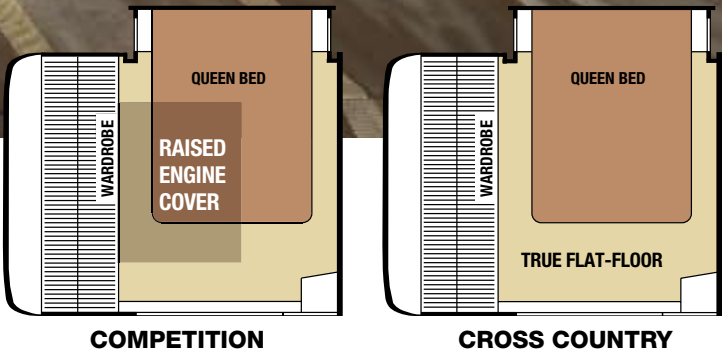 QUEEN BED
WARDROBE
RAISED
ENGINE
COVER
COMPETITION
QUEEN BED
WARDROBE
TRUE FLAT-FLOOR
CROSS COUNTRY